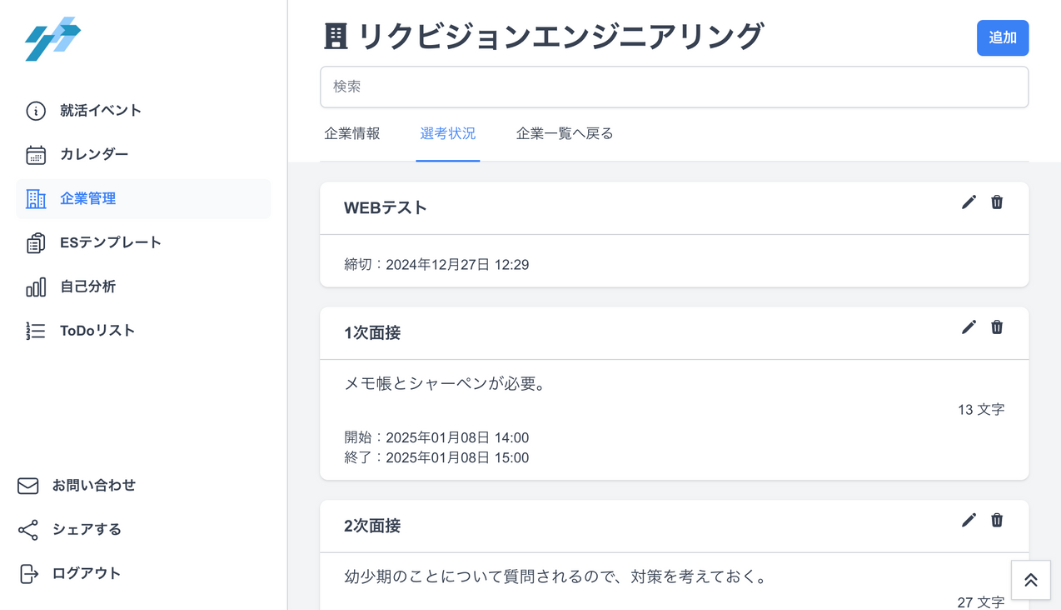 就活イベント
カレンダー
企業管理
ESテンプレート
自己分析
ToDoリスト
お問い合わせ
シェアする
ログアウト
リクビジョンエンジニアリング
追加
検索
企業情報 選考状況 企業一覧へ戻る
WEBテスト
締切：2024年12月27日 12:29
1次面接
メモ帳とシャーペンが必要。
13 文字
開始：2025年01月08日 14:00
終了：2025年01月08日 15:00
2次面接
幼少期のことについて質問されるので、対策を考えておく。
27 文字